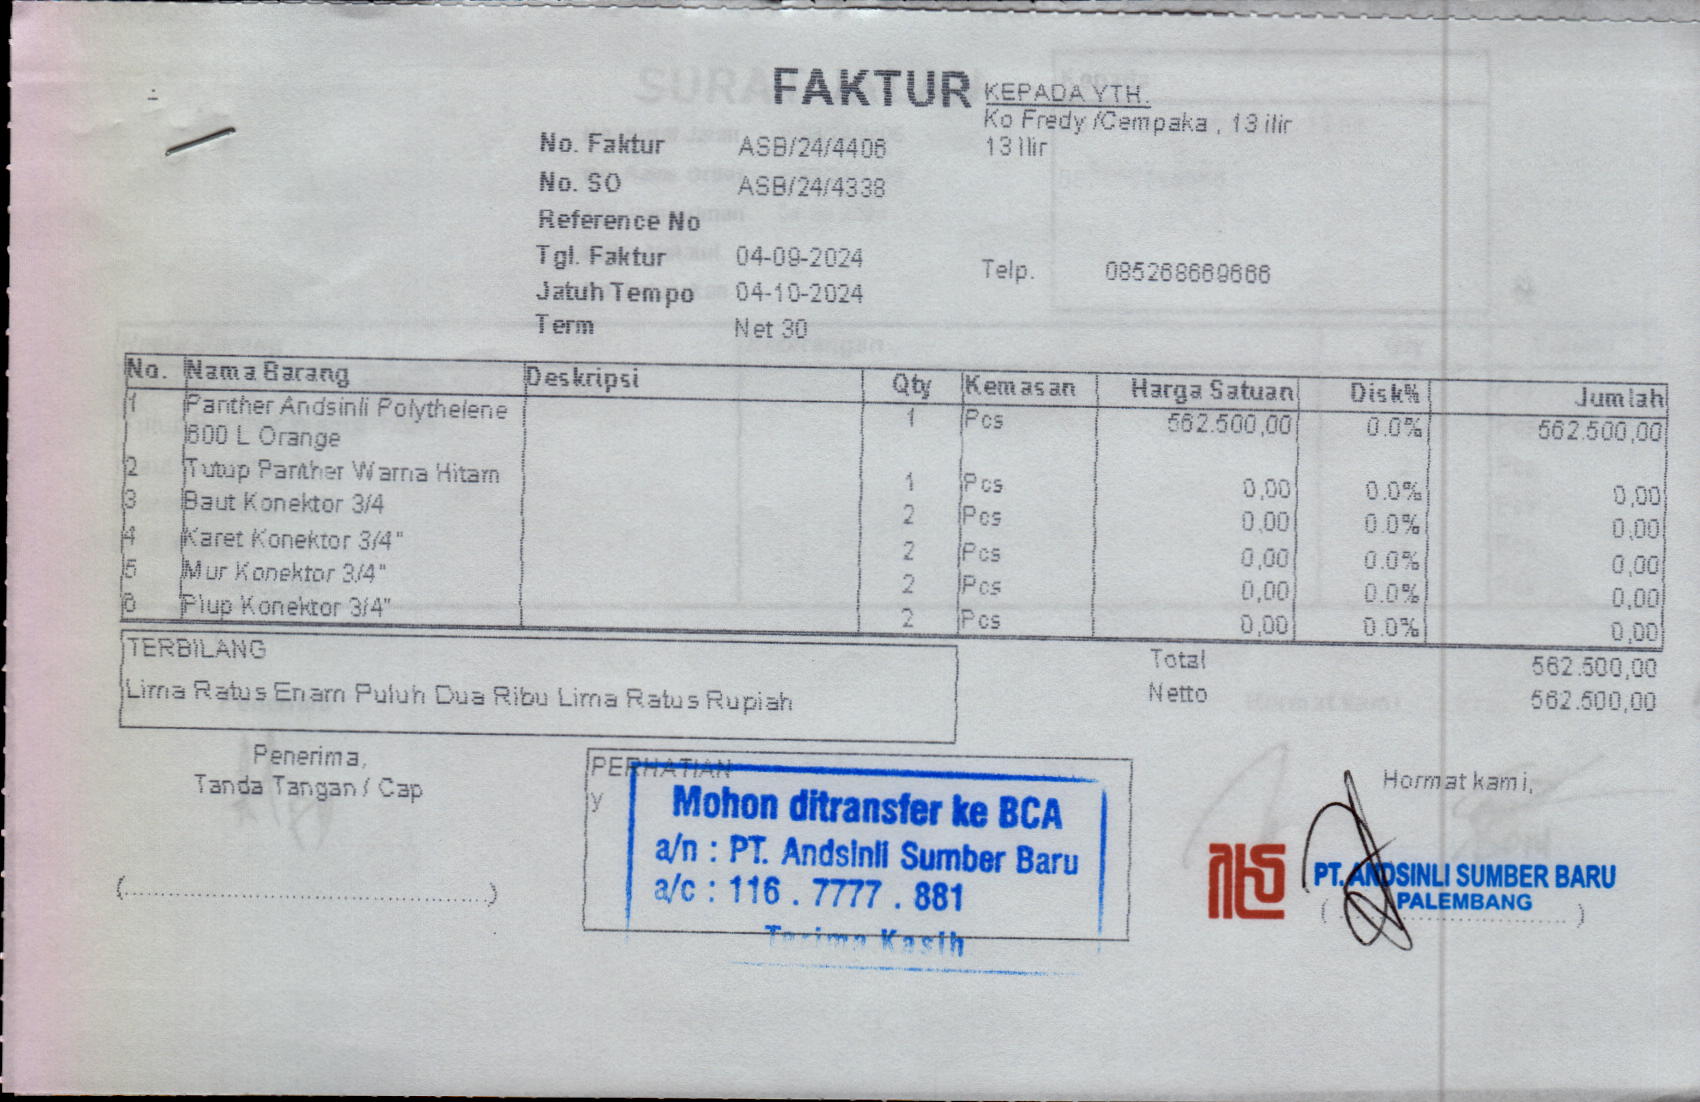 FAKTUR
KEPADA YTH.
Ko Fredy /Cempaka , 13 ilir
13 Ilir
No. Faktur ASB/24/4406
No. SO ASB/24/4338
Reference No
Tgl. Faktur 04-09-2024
Jatuh Tempo 04-10-2024
Term Net 30
Telp. 085268669666
No. Nama Barang Deskripsi Qty Kemasan Harga Satuan Disk% Jumlah
1 Panther Andsinli Polythelene 1 Pcs 562.500,00 0.0% 562.500,00
600 L Orange
2 Tutup Panther Warna Hitam 1 Pcs 0,00 0.0% 0,00
3 Baut Konektor 3/4 2 Pcs 0,00 0.0% 0,00
4 Karet Konektor 3/4" 2 Pcs 0,00 0.0% 0,00
5 Mur Konektor 3/4" 2 Pcs 0,00 0.0% 0,00
6 Plup Konektor 3/4" 2 Pcs 0,00 0.0% 0,00
TERBILANG
Lima Ratus Enam Puluh Dua Ribu Lima Ratus Rupiah
Total 562.500,00
Netto 562.500,00
Penerima,
Tanda Tangan / Cap
(................................................)
PERHATIAN
y
Mohon ditransfer ke BCA
a/n : PT. Andsinli Sumber Baru
a/c : 116 . 7777 . 881
Terima Kasih
Hormat kami,
PT. ANDSINLI SUMBER BARU
PALEMBANG